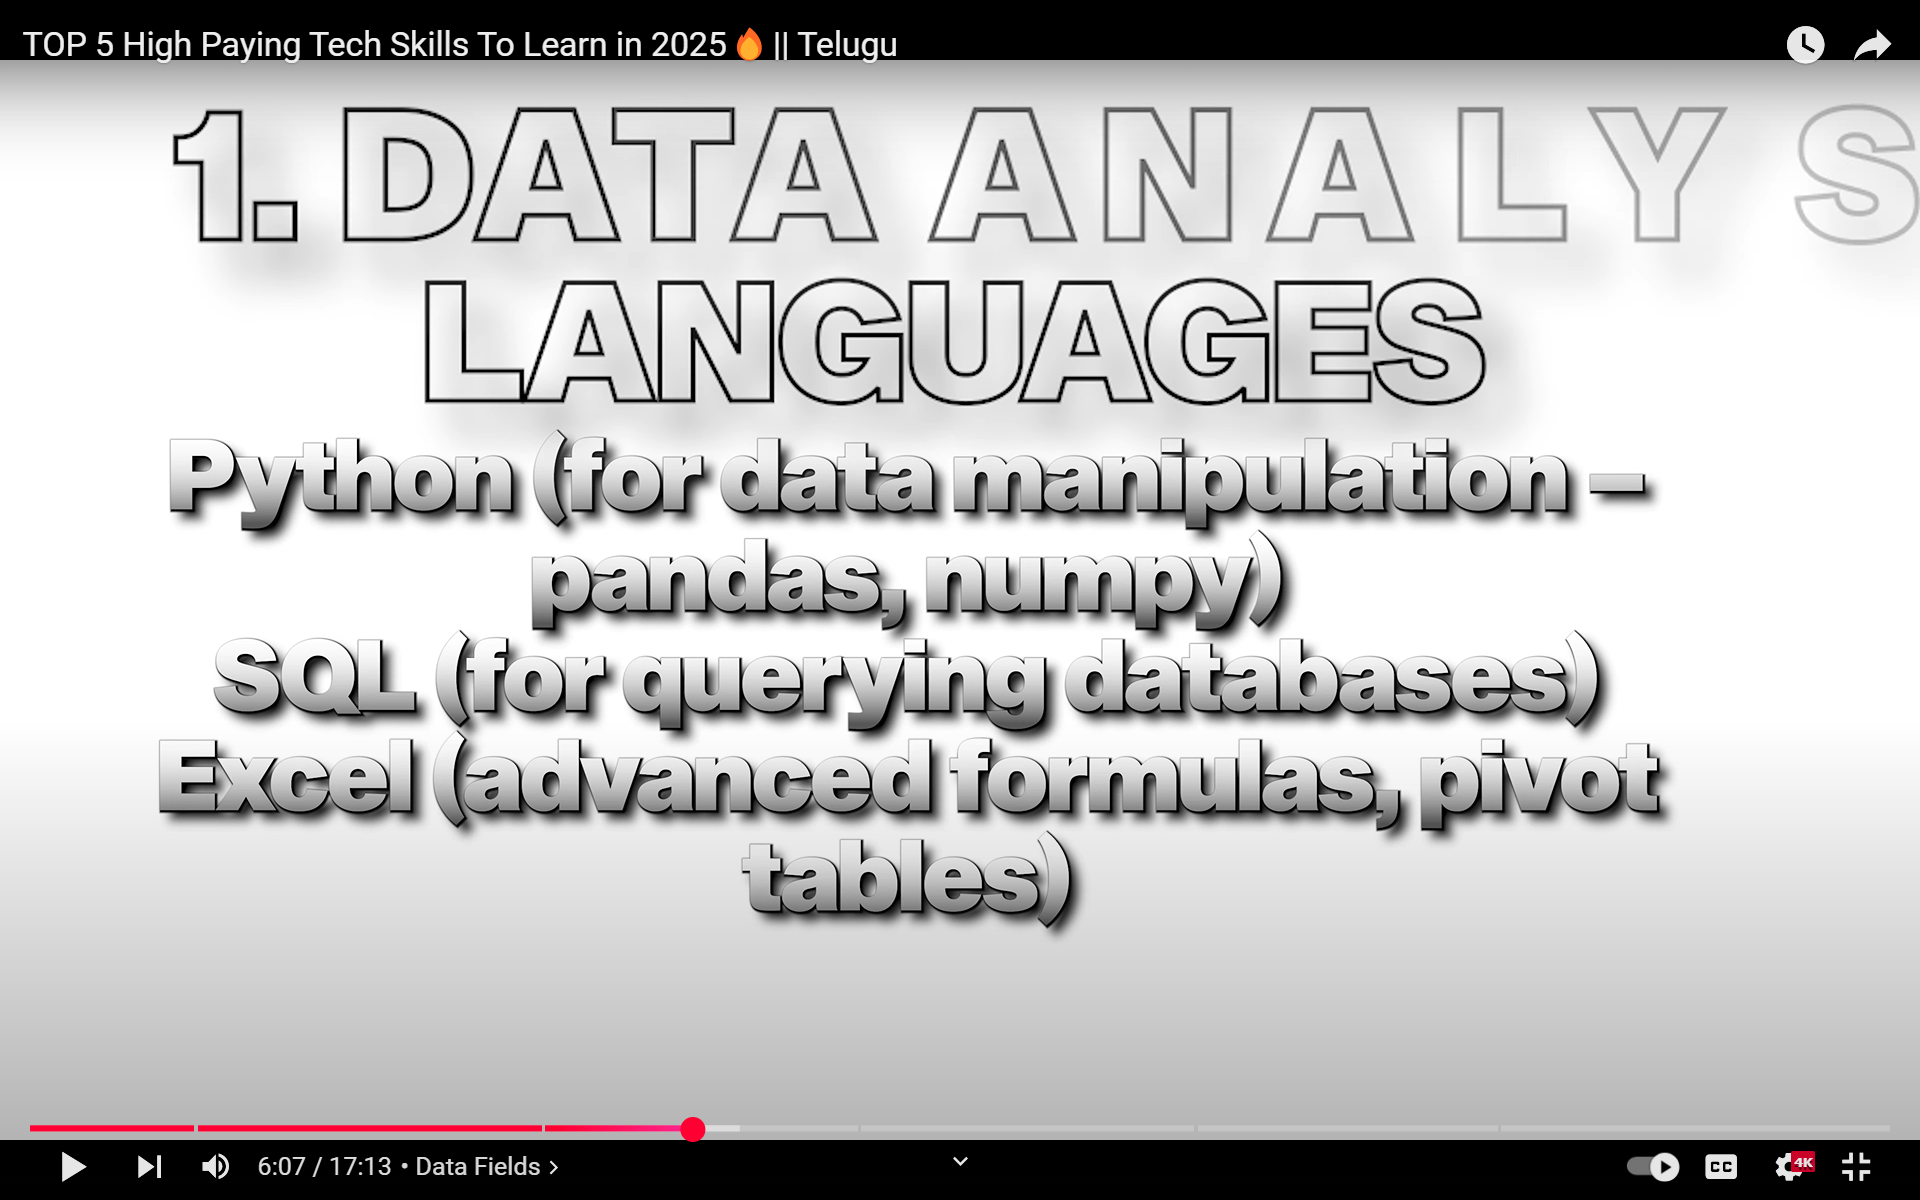 TOP 5 High Paying Tech Skills To Learn in 2025🔥 || Telugu
1. DATA ANALYS
LANGUAGES
Python (for data manipulation –
pandas, numpy)
SQL (for querying databases)
Excel (advanced formulas, pivot
tables)
6:07 / 17:13 • Data Fields ›
CC
4K